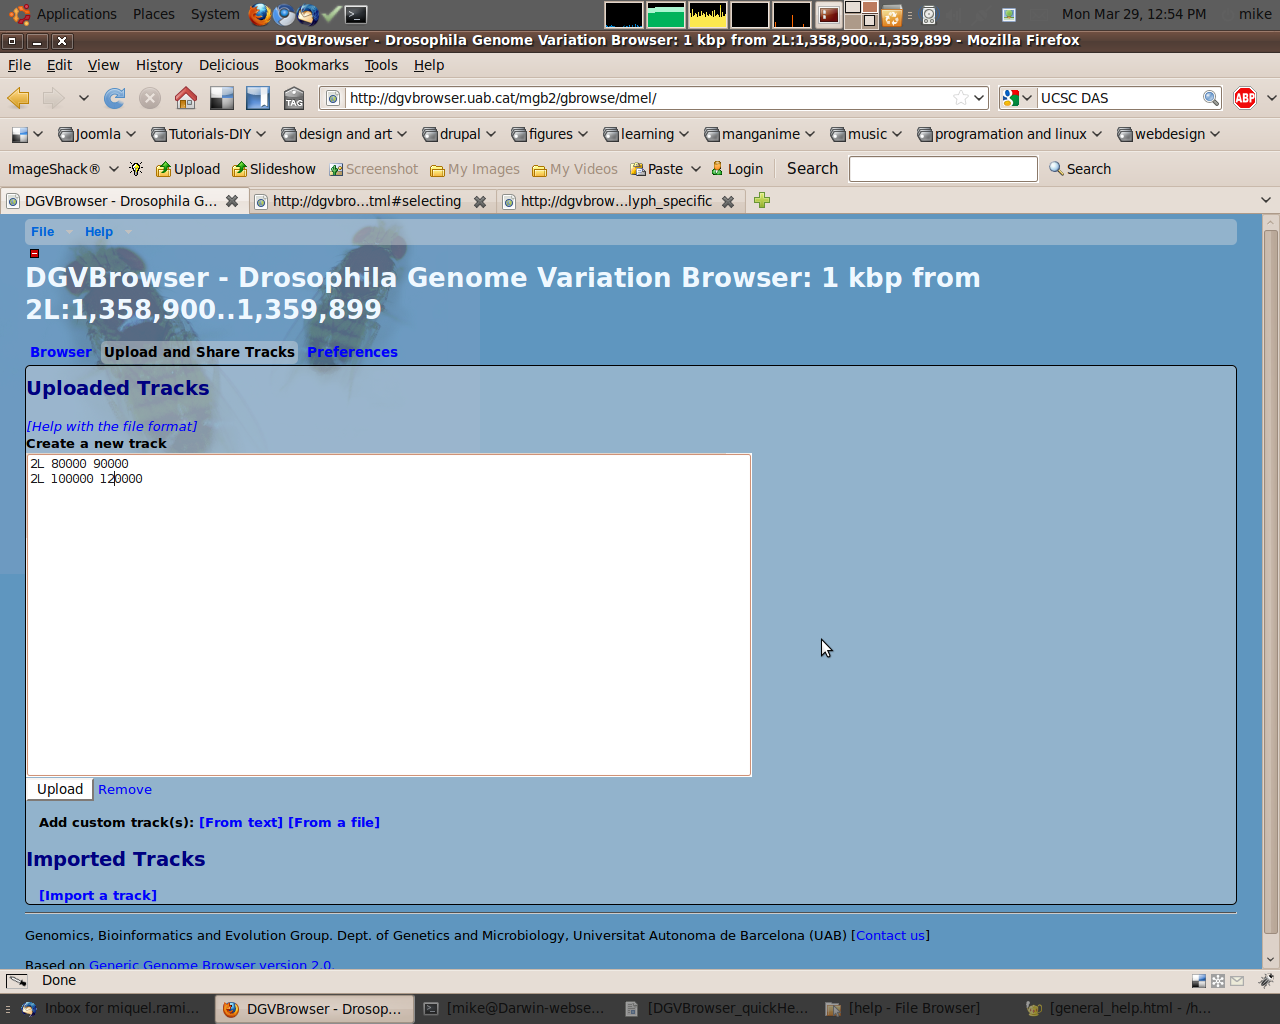 Applications Places System Mon Mar 29, 12:54 PM mike
DGVBrowser - Drosophila Genome Variation Browser: 1 kbp from 2L:1,358,900..1,359,899 - Mozilla Firefox
File Edit View History Delicious Bookmarks Tools Help
TAG http://dgvbrowser.uab.cat/mgb2/gbrowse/dmel/ UCSC DAS ABP
Joomla Tutorials-DIY design and art drupal figures learning manganime music programation and linux webdesign
ImageShack® Upload Slideshow Screenshot My Images My Videos Paste Login Search Search
DGVBrowser - Drosophila G... http://dgvbro...tml#selecting http://dgvbrow...lyph_specific
File Help
DGVBrowser - Drosophila Genome Variation Browser: 1 kbp from
2L:1,358,900..1,359,899
Browser Upload and Share Tracks Preferences
Uploaded Tracks
[Help with the file format]
Create a new track
2L 80000 90000
2L 100000 120000
Upload Remove
Add custom track(s): [From text] [From a file]
Imported Tracks
[Import a track]
Genomics, Bioinformatics and Evolution Group. Dept. of Genetics and Microbiology, Universitat Autonoma de Barcelona (UAB) [Contact us]
Based on Generic Genome Browser version 2.0.
Done
Inbox for miquel.rami... DGVBrowser - Drosop... [mike@Darwin-webse... [DGVBrowser_quickHe... [help - File Browser] [general_help.html - /h...